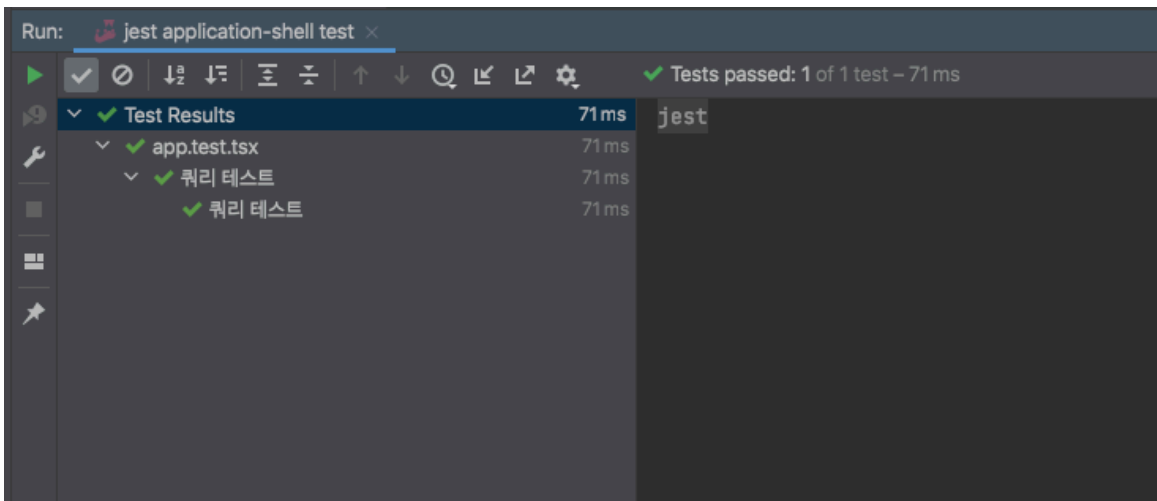 Run: jest application-shell test
Tests passed: 1 of 1 test – 71 ms
Test Results 71 ms
app.test.tsx 71 ms
쿼리 테스트 71 ms
쿼리 테스트 71 ms
jest